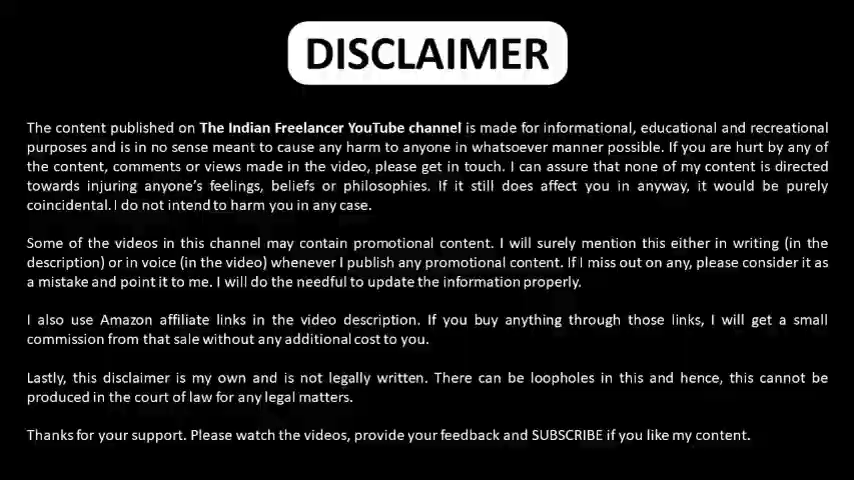 DISCLAIMER
The content published on The Indian Freelancer YouTube channel is made for informational, educational and recreational
purposes and is in no sense meant to cause any harm to anyone in whatsoever manner possible. If you are hurt by any of
the content, comments or views made in the video, please get in touch. I can assure that none of my content is directed
towards injuring anyone's feelings, beliefs or philosophies. If it still does affect you in anyway, it would be purely
coincidental. I do not intend to harm you in any case.
Some of the videos in this channel may contain promotional content. I will surely mention this either in writing (in the
description) or in voice (in the video) whenever I publish any promotional content. If I miss out on any, please consider it as
a mistake and point it to me. I will do the needful to update the information properly.
I also use Amazon affiliate links in the video description. If you buy anything through those links, I will get a small
commission from that sale without any additional cost to you.
Lastly, this disclaimer is my own and is not legally written. There can be loopholes in this and hence, this cannot be
produced in the court of law for any legal matters.
Thanks for your support. Please watch the videos, provide your feedback and SUBSCRIBE if you like my content.